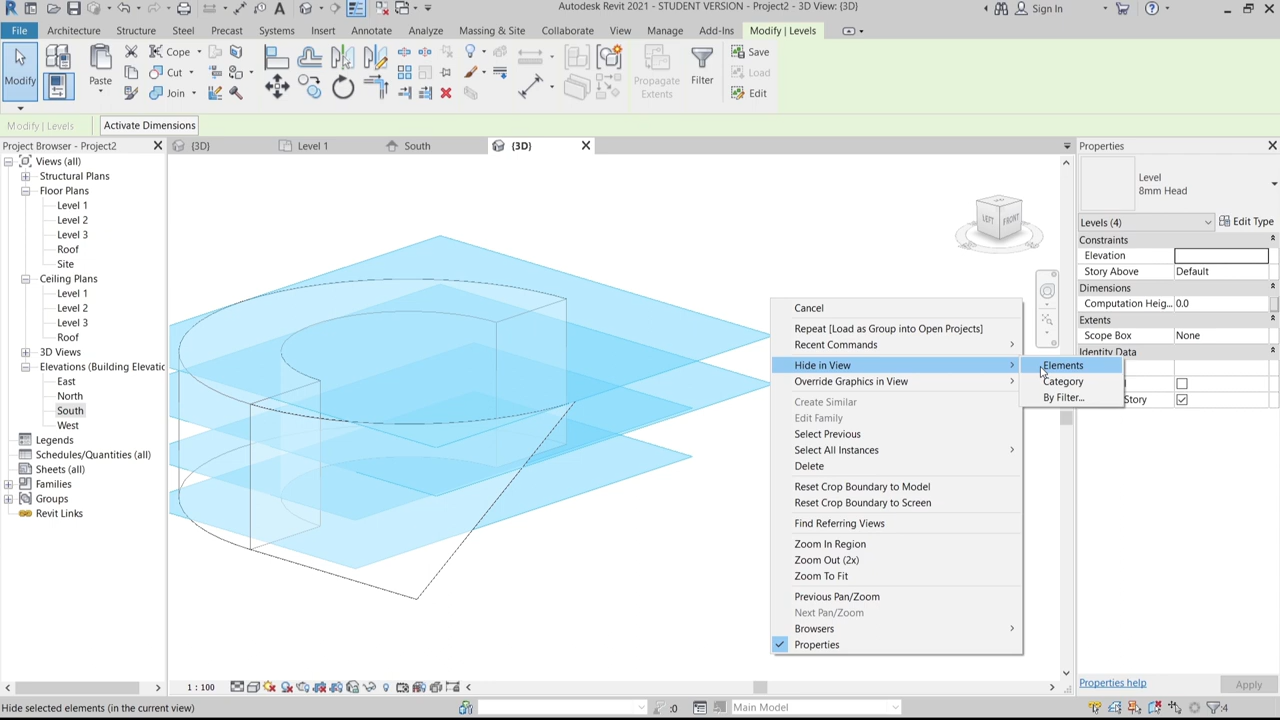 Autodesk Revit 2021 - STUDENT VERSION - Project2 - 3D View: {3D}
Sign In
File Architecture Structure Steel Precast Systems Insert Annotate Analyze Massing & Site Collaborate View Manage Add-Ins Modify | Levels
Modify
Paste
Cope
Cut
Join
Propagate
Extents
Filter
Save
Load
Edit
Modify | Levels
Activate Dimensions
Project Browser - Project2
{3D}
Level 1
South
{3D}
Properties
Views (all)
Structural Plans
Floor Plans
Level 1
Level 2
Level 3
Roof
Site
Ceiling Plans
Level 1
Level 2
Level 3
Roof
3D Views
Elevations (Building Elevatic
East
North
South
West
Legends
Schedules/Quantities (all)
Sheets (all)
Families
Groups
Revit Links
LEFT
FRONT
Cancel
Repeat [Load as Group into Open Projects]
Recent Commands
Hide in View
Override Graphics in View
Create Similar
Edit Family
Select Previous
Select All Instances
Delete
Reset Crop Boundary to Model
Reset Crop Boundary to Screen
Find Referring Views
Zoom In Region
Zoom Out (2x)
Zoom To Fit
Previous Pan/Zoom
Next Pan/Zoom
Browsers
Properties
Elements
Category
By Filter...
Level
8mm Head
Levels (4)
Edit Type
Constraints
Elevation
Story Above Default
Dimensions
Computation Heig... 0.0
Extents
Scope Box None
Identity Data
Story
Properties help
Apply
1 : 100
Hide selected elements (in the current view)
:0
Main Model
:4